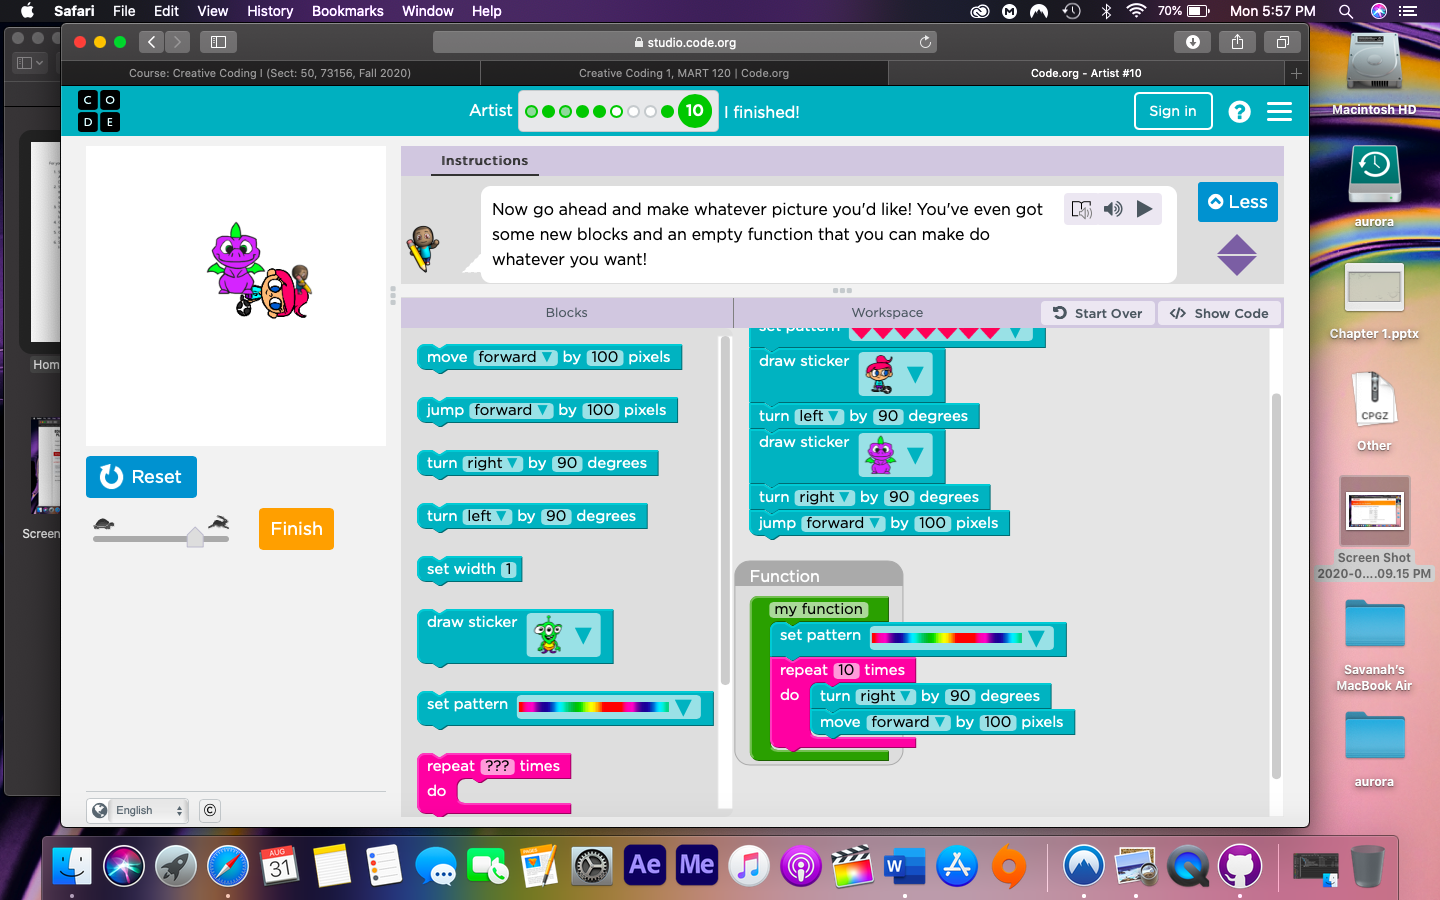 Safari File Edit View History Bookmarks Window Help 70% Mon 5:57 PM
studio.code.org
Course: Creative Coding I (Sect: 50, 73156, Fall 2020) Creative Coding 1, MART 120 | Code.org Code.org - Artist #10
C O D E
Artist 10 I finished!
Sign in
?
Instructions
Now go ahead and make whatever picture you'd like! You've even got
some new blocks and an empty function that you can make do
whatever you want!
Less
Blocks
Workspace
Start Over
</> Show Code
Reset
Finish
English
©
move forward by 100 pixels
jump forward by 100 pixels
turn right by 90 degrees
turn left by 90 degrees
set width 1
draw sticker
set pattern
repeat ??? times
do
set pattern
draw sticker
turn left by 90 degrees
draw sticker
turn right by 90 degrees
jump forward by 100 pixels
Function
my function
set pattern
repeat 10 times
do turn right by 90 degrees
move forward by 100 pixels
Hom
Screen
Macintosh HD
aurora
Chapter 1.pptx
CPGZ
Other
Screen Shot
2020-0....09.15 PM
Savanah's
MacBook Air
aurora
AUG
31
PAGES
Ae
Me
W